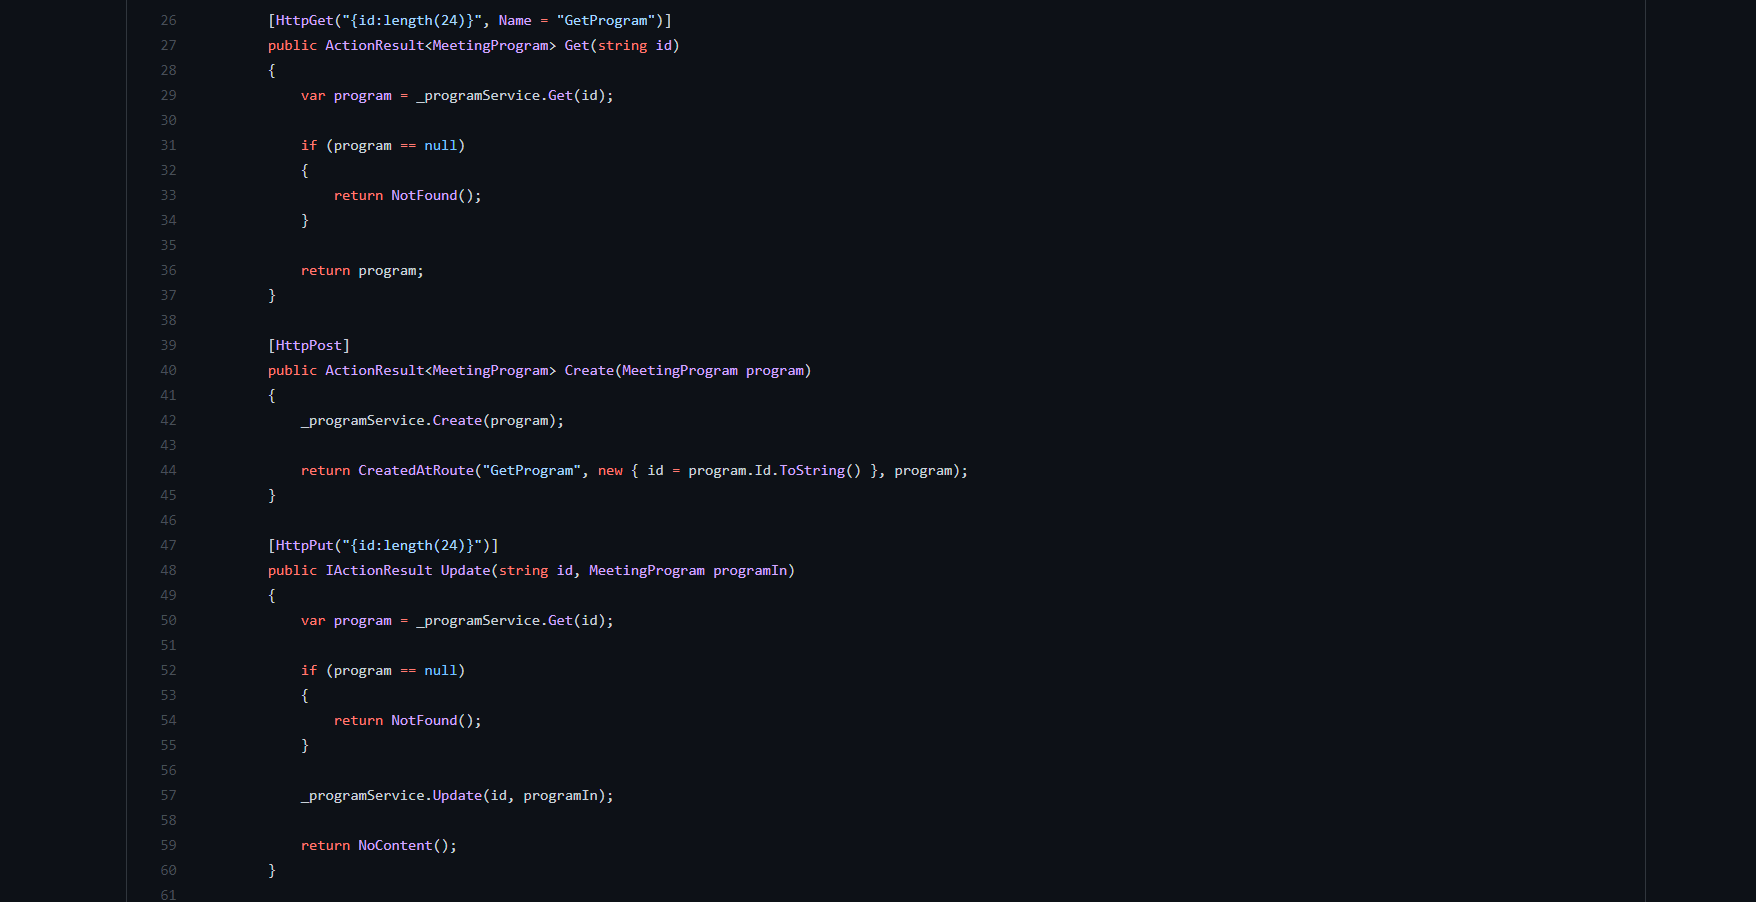 26 [HttpGet("{id:length(24)}", Name = "GetProgram")]
27 public ActionResult<MeetingProgram> Get(string id)
28 {
29 var program = _programService.Get(id);
30
31 if (program == null)
32 {
33 return NotFound();
34 }
35
36 return program;
37 }
38
39 [HttpPost]
40 public ActionResult<MeetingProgram> Create(MeetingProgram program)
41 {
42 _programService.Create(program);
43
44 return CreatedAtRoute("GetProgram", new { id = program.Id.ToString() }, program);
45 }
46
47 [HttpPut("{id:length(24)}")]
48 public IActionResult Update(string id, MeetingProgram programIn)
49 {
50 var program = _programService.Get(id);
51
52 if (program == null)
53 {
54 return NotFound();
55 }
56
57 _programService.Update(id, programIn);
58
59 return NoContent();
60 }
61